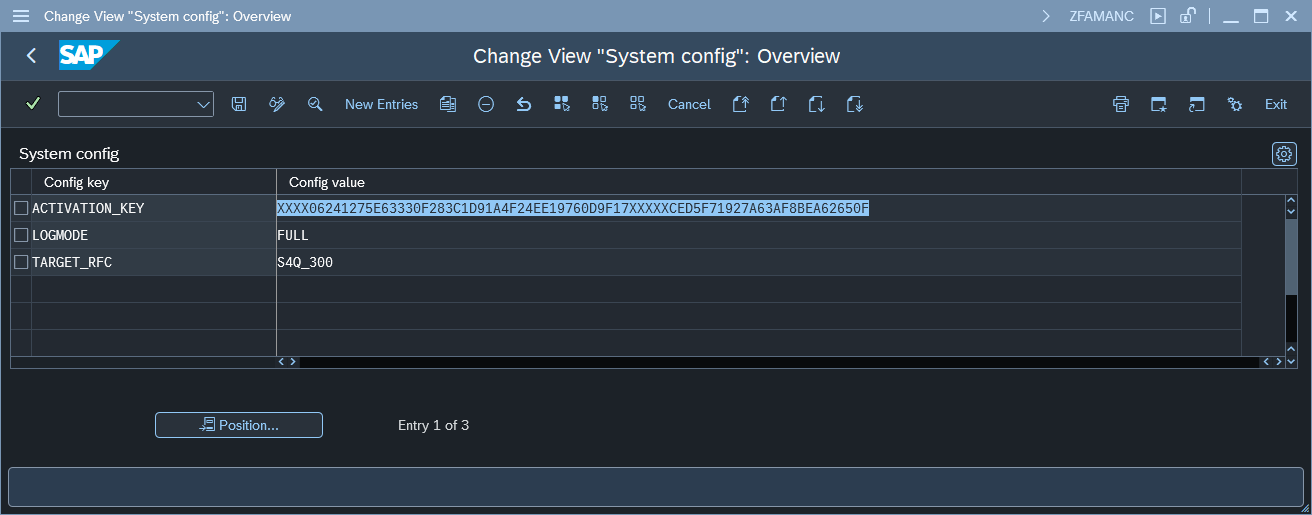 Change View "System config": Overview
ZFAMANC
SAP
Change View "System config": Overview
New Entries
Cancel
Exit
System config
Config key Config value
ACTIVATION_KEY XXXX06241275E63330F283C1D91A4F24EE19760D9F17XXXXXCED5F71927A63AF8BEA62650F
LOGMODE FULL
TARGET_RFC S4Q_300
Position...
Entry 1 of 3